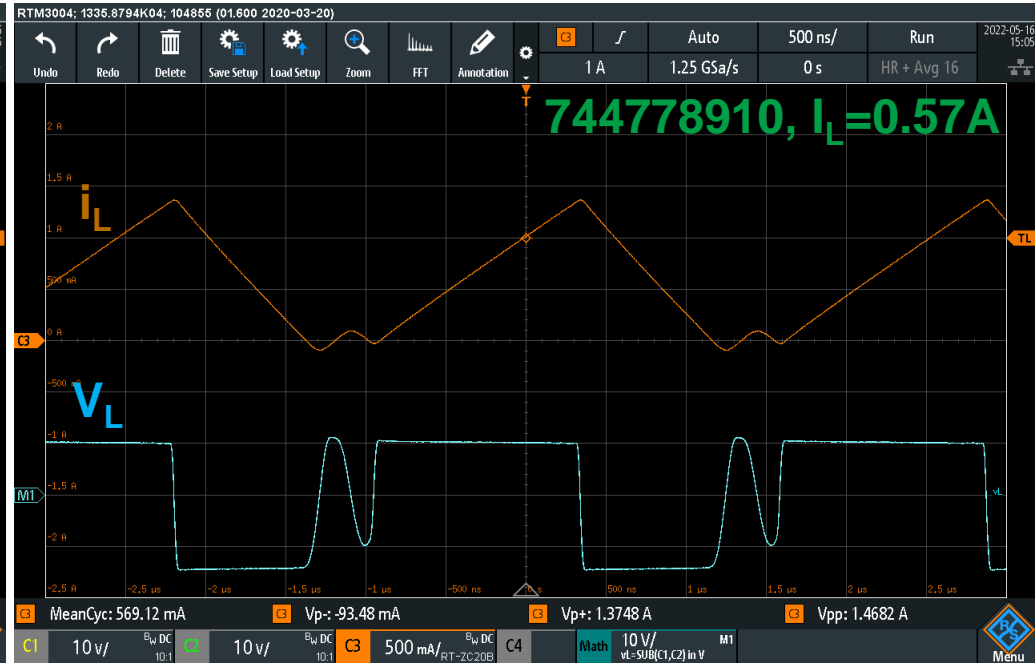 RTM3004; 1335.8794K04; 104855 (01.600 2020-03-20)
Undo Redo Delete Save Setup Load Setup Zoom FFT Annotation
C3 Auto 500 ns/ Run 2022-05-16
15:05
1 A 1.25 GSa/s 0 s HR + Avg 16
T
744778910, IL=0.57A
2 A
1.5 A
iL
1 A
TL
500 mA
C3 0 A
-500
VL
-1 A
M1 -1.5 A
vL
-2 A
-2.5 A -2.5 µs -2 µs -1.5 µs -1 µs -500 ns 0 s 500 ns 1 µs 1.5 µs 2 µs 2.5 µs
C3 MeanCyc: 569.12 mA C3 Vp-: -93.48 mA C3 Vp+: 1.3748 A C3 Vpp: 1.4682 A
C1 10 V/ BW DC 10:1 C2 10 V/ BW DC 10:1 C3 500 mA/ BW DC RT-ZC20B C4 Math 10 V/ M1
vL=SUB(C1,C2) in V
R&S
Menu